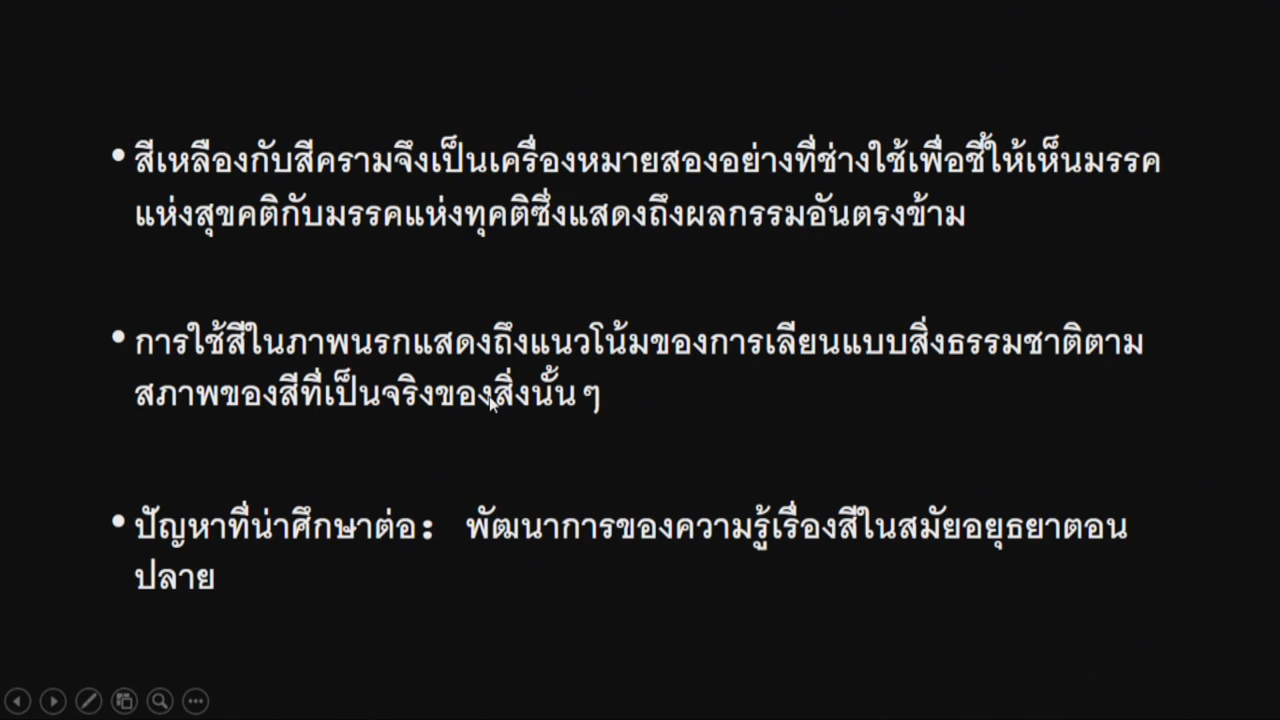 • สีเหลืองกับสีครามจึงเป็นเครื่องหมายสองอย่างที่ช่างใช้เพื่อชี้ให้เห็นมรรค
แห่งสุขคติกับมรรคแห่งทุคติซึ่งแสดงถึงผลกรรมอันตรงข้าม
• การใช้สีในภาพนรกแสดงถึงแนวโน้มของการเลียนแบบสิ่งธรรมชาติตาม
สภาพของสีที่เป็นจริงของสิ่งนั้น ๆ
• ปัญหาที่น่าศึกษาต่อ: พัฒนาการของความรู้เรื่องสีในสมัยอยุธยาตอน
ปลาย